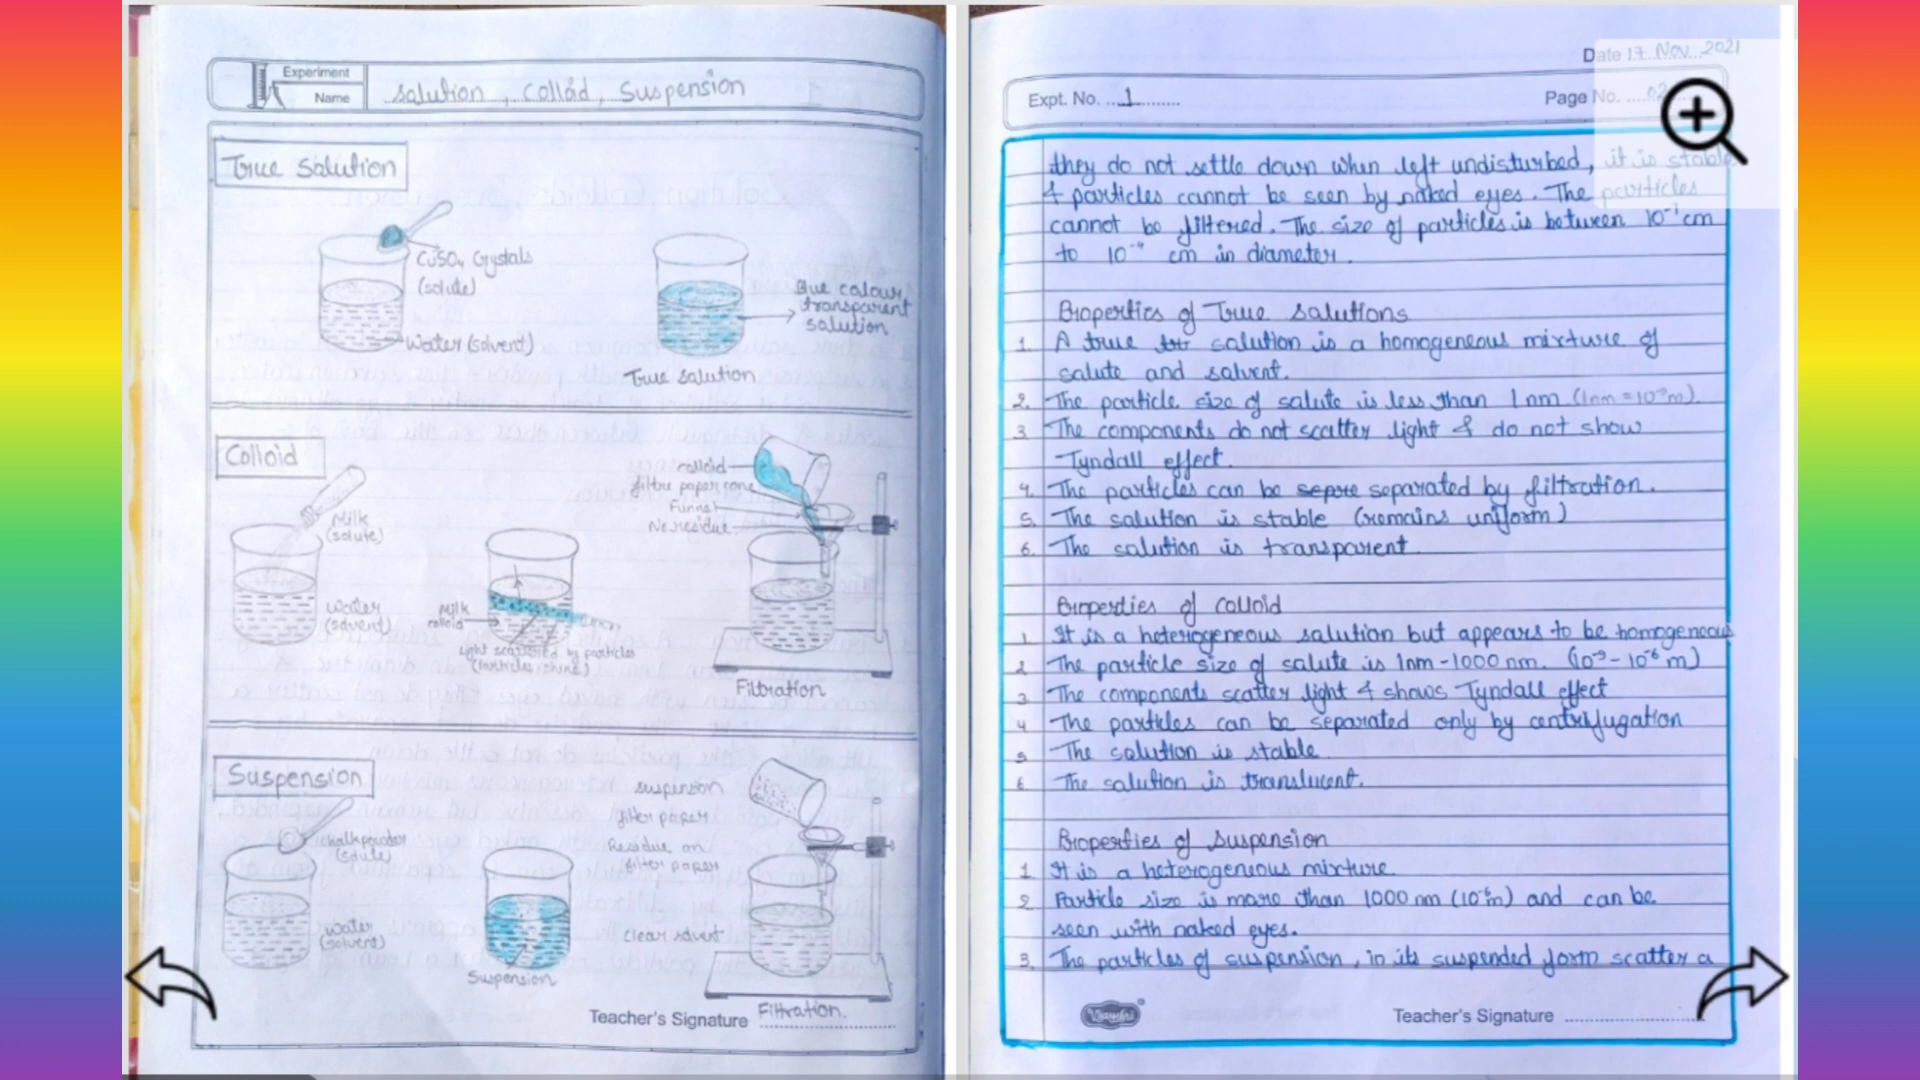 Experiment
Name
Solution, Colloid, Suspension
True Solution
CuSO4 Crystals
(solute)
Water (solvent)
Blue colour
transparent
solution
True solution
Colloid
Milk
(solute)
Water
(solvent)
Milk
colloid
Light scattered by particles
(particles shine)
colloid
filtre paper cone
Funnel
No residue
Filtration
Suspension
chalk powder
(solute)
Water
(solvent)
Suspension
suspension
filter paper
Residue on
filter paper
clear solvent
Filtration.
Teacher's Signature
Date 17 Nov 2021
Expt. No. 1
Page No. 02
they do not settle down when left undisturbed, it is stable
& particles cannot be seen by naked eyes. The particles
cannot be filtered. The size of particles is between 10⁻⁷ cm
to 10⁻⁴ cm in diameter.
Properties of True solutions
1. A true solution is a homogeneous mixture of
solute and solvent.
2. The particle size of solute is less than 1 nm (1nm = 10⁻⁹m).
3. The components do not scatter light & do not show
Tyndall effect.
4. The particles can be sepre separated by filtration.
5. The solution is stable (remains uniform)
6. The solution is transparent.
Properties of Colloid
1. It is a heterogeneous solution but appears to be homogeneous
2. The particle size of solute is 1nm - 1000 nm. (10⁻⁹ - 10⁻⁶ m)
3. The components scatter light & shows Tyndall effect
4. The particles can be separated only by centrifugation
5. The solution is stable.
6. The solution is translucent.
Properties of Suspension
1. It is a heterogeneous mixture.
2. Particle size is more than 1000 nm (10⁻⁶m) and can be
seen with naked eyes.
3. The particles of suspension, in its suspended form scatter a
Teacher's Signature